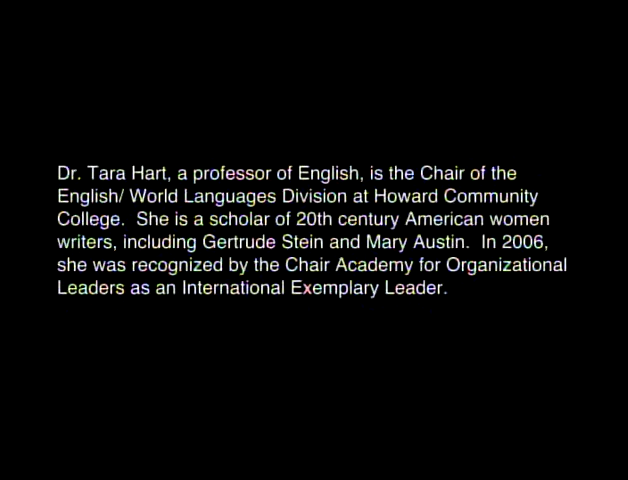 Dr. Tara Hart, a professor of English, is the Chair of the
English/ World Languages Division at Howard Community
College.  She is a scholar of 20th century American women
writers, including Gertrude Stein and Mary Austin.  In 2006,
she was recognized by the Chair Academy for Organizational
Leaders as an International Exemplary Leader.